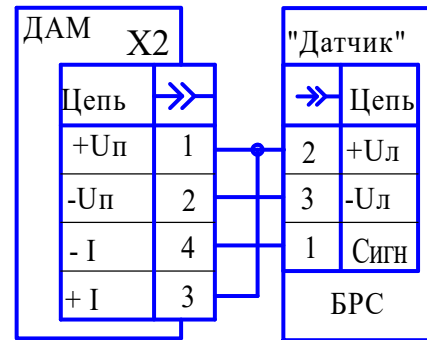 ДАМ
X2
Цепь
+Uп 1
-Uп 2
- I 4
+ I 3
"Датчик"
Цепь
2 +Uл
3 -Uл
1 Сигн
БРС